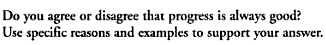 Do you agree or disagree that progress is always good?
Use specific reasons and examples to support your answer.